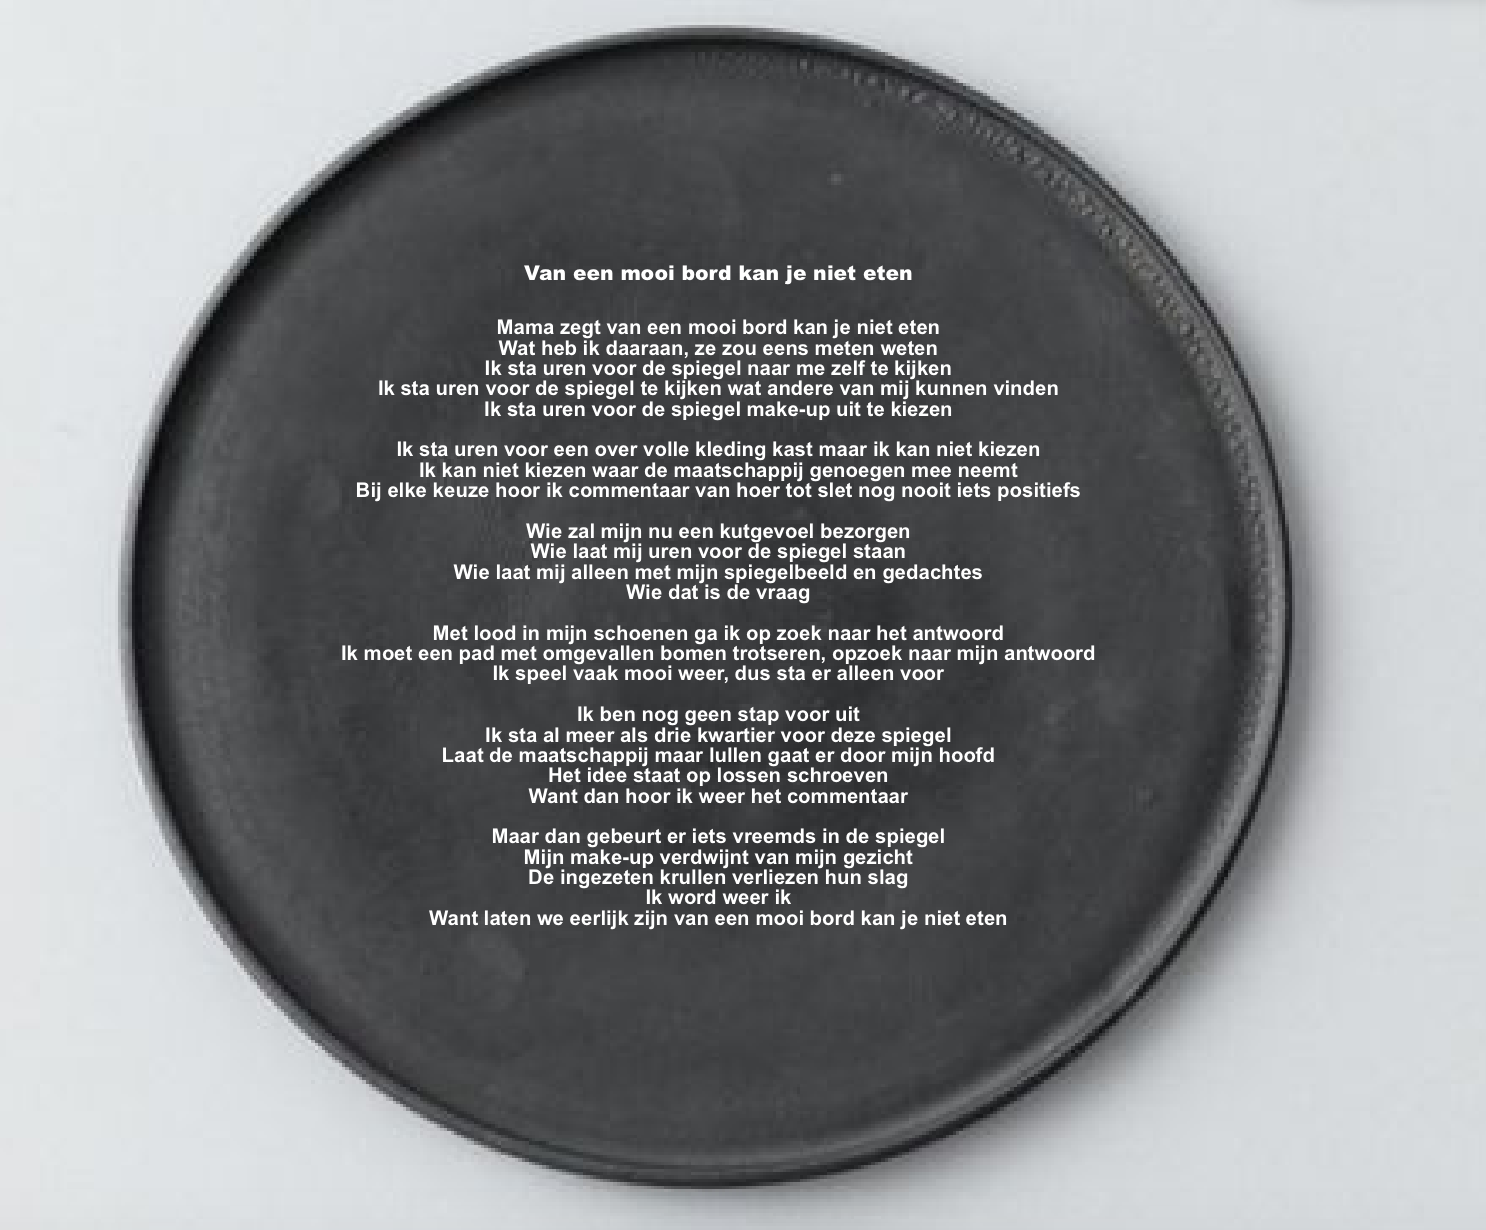 Van een mooi bord kan je niet eten
Mama zegt van een mooi bord kan je niet eten
Wat heb ik daaraan, ze zou eens meten weten
Ik sta uren voor de spiegel naar me zelf te kijken
Ik sta uren voor de spiegel te kijken wat andere van mij kunnen vinden
Ik sta uren voor de spiegel make-up uit te kiezen
Ik sta uren voor een over volle kleding kast maar ik kan niet kiezen
Ik kan niet kiezen waar de maatschappij genoegen mee neemt
Bij elke keuze hoor ik commentaar van hoer tot slet nog nooit iets positiefs
Wie zal mijn nu een kutgevoel bezorgen
Wie laat mij uren voor de spiegel staan
Wie laat mij alleen met mijn spiegelbeeld en gedachtes
Wie dat is de vraag
Met lood in mijn schoenen ga ik op zoek naar het antwoord
Ik moet een pad met omgevallen bomen trotseren, opzoek naar mijn antwoord
Ik speel vaak mooi weer, dus sta er alleen voor
Ik ben nog geen stap voor uit
Ik sta al meer als drie kwartier voor deze spiegel
Laat de maatschappij maar lullen gaat er door mijn hoofd
Het idee staat op lossen schroeven
Want dan hoor ik weer het commentaar
Maar dan gebeurt er iets vreemds in de spiegel
Mijn make-up verdwijnt van mijn gezicht
De ingezeten krullen verliezen hun slag
Ik word weer ik
Want laten we eerlijk zijn van een mooi bord kan je niet eten